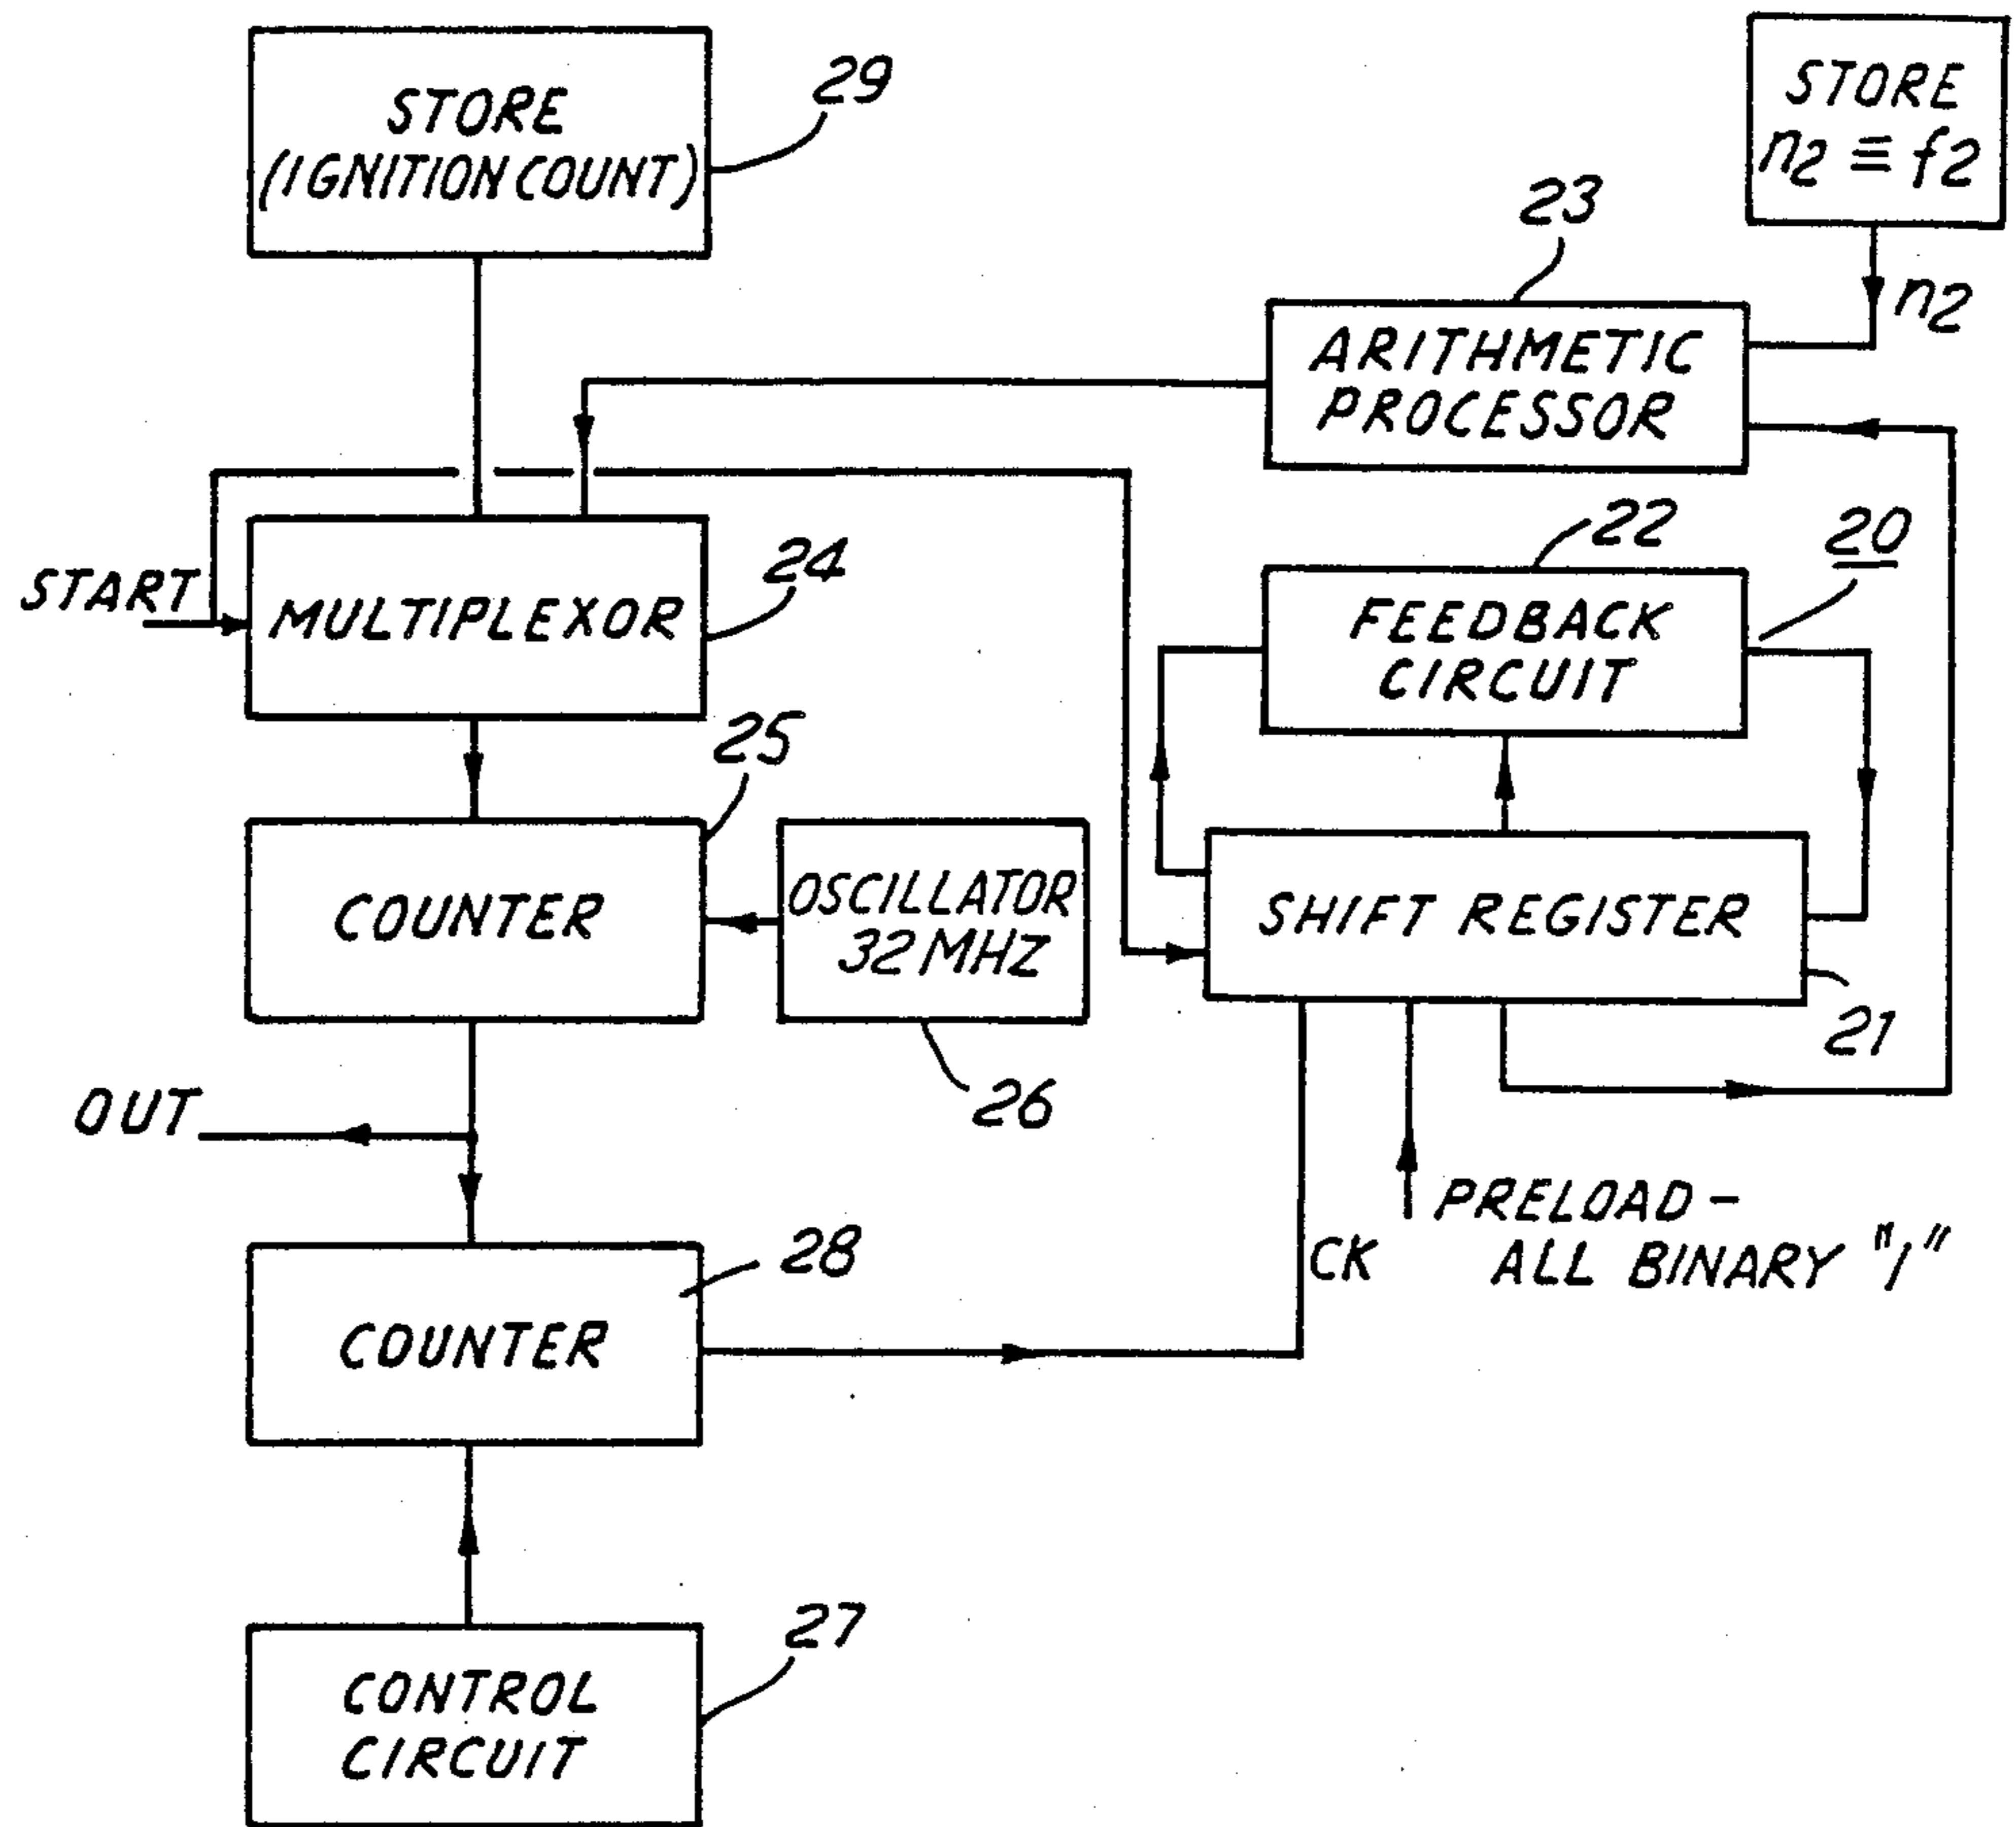 STORE
(IGNITION COUNT)
29
STORE
n2 ≡ f2
n2
23
ARITHMETIC
PROCESSOR
START
MULTIPLEXOR
24
22
20
FEEDBACK
CIRCUIT
25
COUNTER
OSCILLATOR
32 MHZ
26
SHIFT REGISTER
21
OUT
PRELOAD -
ALL BINARY "1"
CK
28
COUNTER
27
CONTROL
CIRCUIT